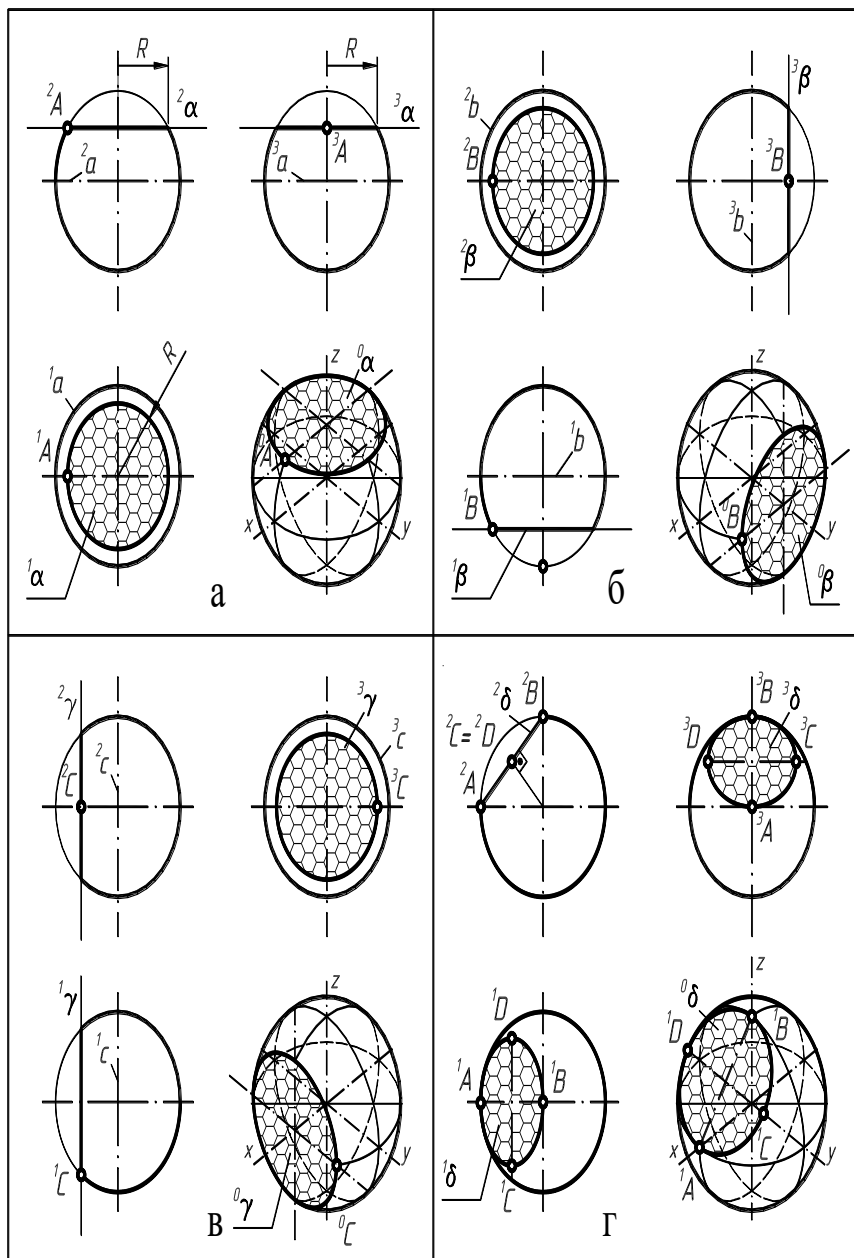 R R
²A ²α ³α
²a ³a ³A
R z
¹a ⁰α
¹A A
x y
¹α а
²b ³β
²B ³B
³b
²β
z
¹b
¹B ⁰B
x y
¹β ⁰β
б
²γ ³γ
²c ³c
²C ³C
¹γ z
¹c
x y
¹C ⁰γ ⁰C
в
²δ ²B ³B ³δ
²C=²D ³D ³C
²A ³A
z
¹D ⁰δ
¹D ¹B
¹A ¹B
¹C
x y
¹δ ¹C ¹A
г